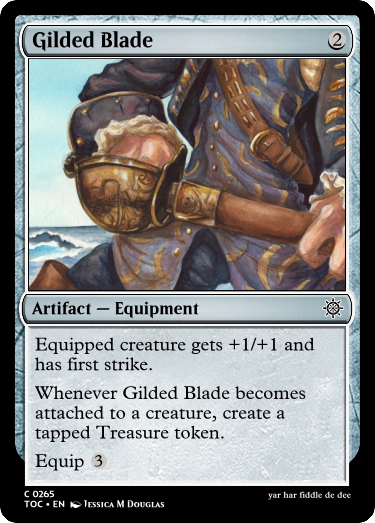 Gilded Blade 2
Artifact — Equipment
Equipped creature gets +1/+1 and
has first strike.
Whenever Gilded Blade becomes
attached to a creature, create a
tapped Treasure token.
Equip 3
C 0265
TOC • EN Jessica M Douglas
yar har fiddle de dee